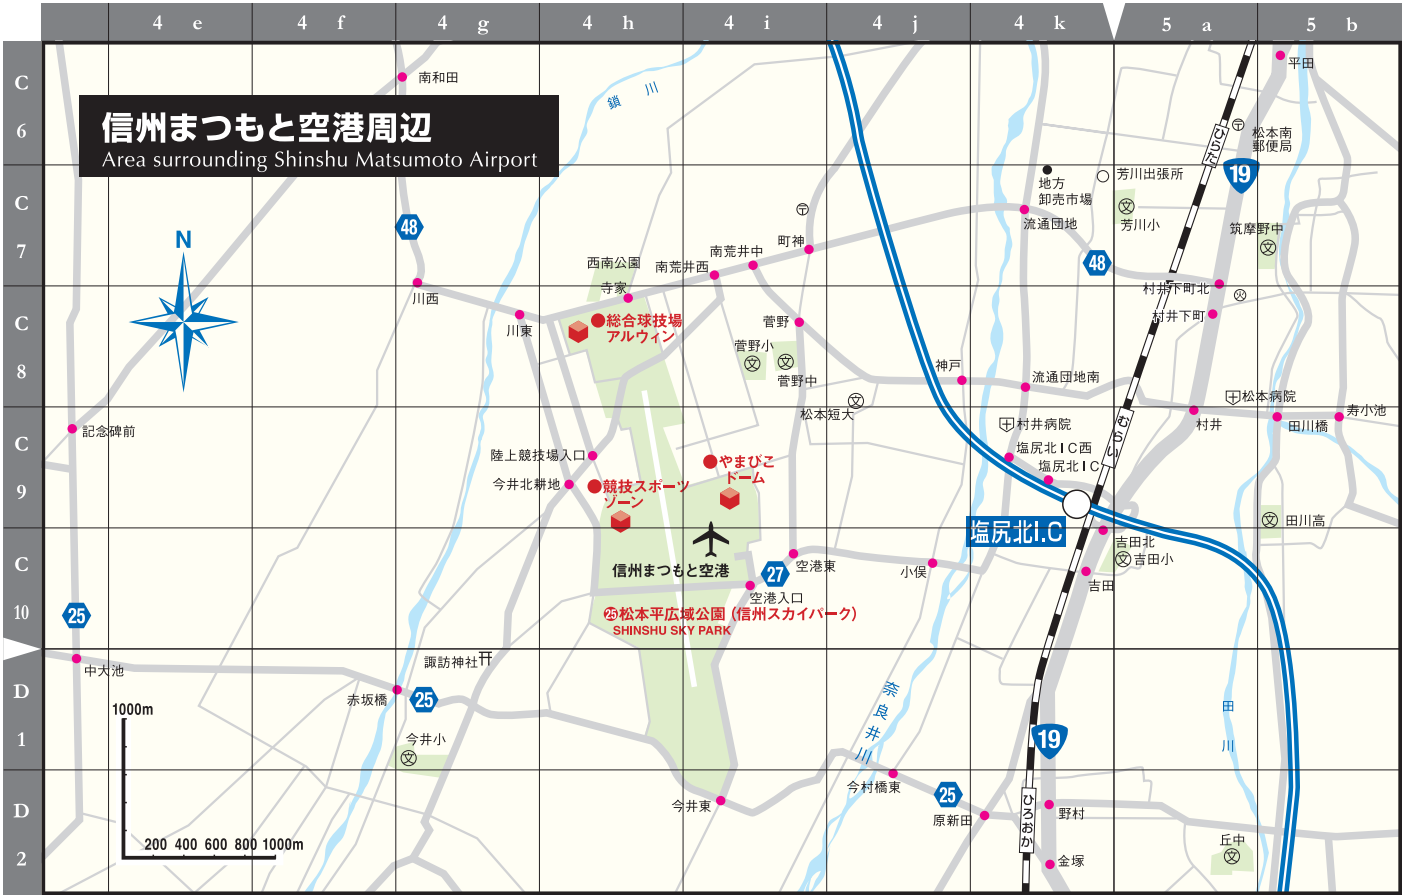 4 e 4 f 4 g 4 h 4 i 4 j 4 k 5 a 5 b
C
6
C
7
C
8
C
9
C
10
D
1
D
2
信州まつもと空港周辺
Area surrounding Shinshu Matsumoto Airport
南和田
鎖川
平田
ひらた
松本南
郵便局
19
地方
卸売市場
芳川出張所
文
芳川小
流通団地
筑摩野中
文
48
N
48
町神
南荒井中
南荒井西
西南公園
寺家
川西
川東
村井下町北
村井下町
総合球技場
アルウィン
菅野
菅野小
文
文
菅野中
神戸
流通団地南
松本短大
文
松本病院
村井
田川橋
寿小池
記念碑前
むらい
村井病院
塩尻北IC西
塩尻北IC
陸上競技場入口
今井北耕地
競技スポーツ
ゾーン
やまびこ
ドーム
塩尻北I.C
文
田川高
吉田北
文
吉田小
吉田
信州まつもと空港
27
空港東
空港入口
小俣
25
㉕松本平広域公園(信州スカイパーク)
SHINSHU SKY PARK
中大池
諏訪神社
赤坂橋
25
今井小
文
奈良井川
田川
19
1000m
200 400 600 800 1000m
今井東
今村橋東
25
原新田
ひろおか
野村
金塚
丘中
文